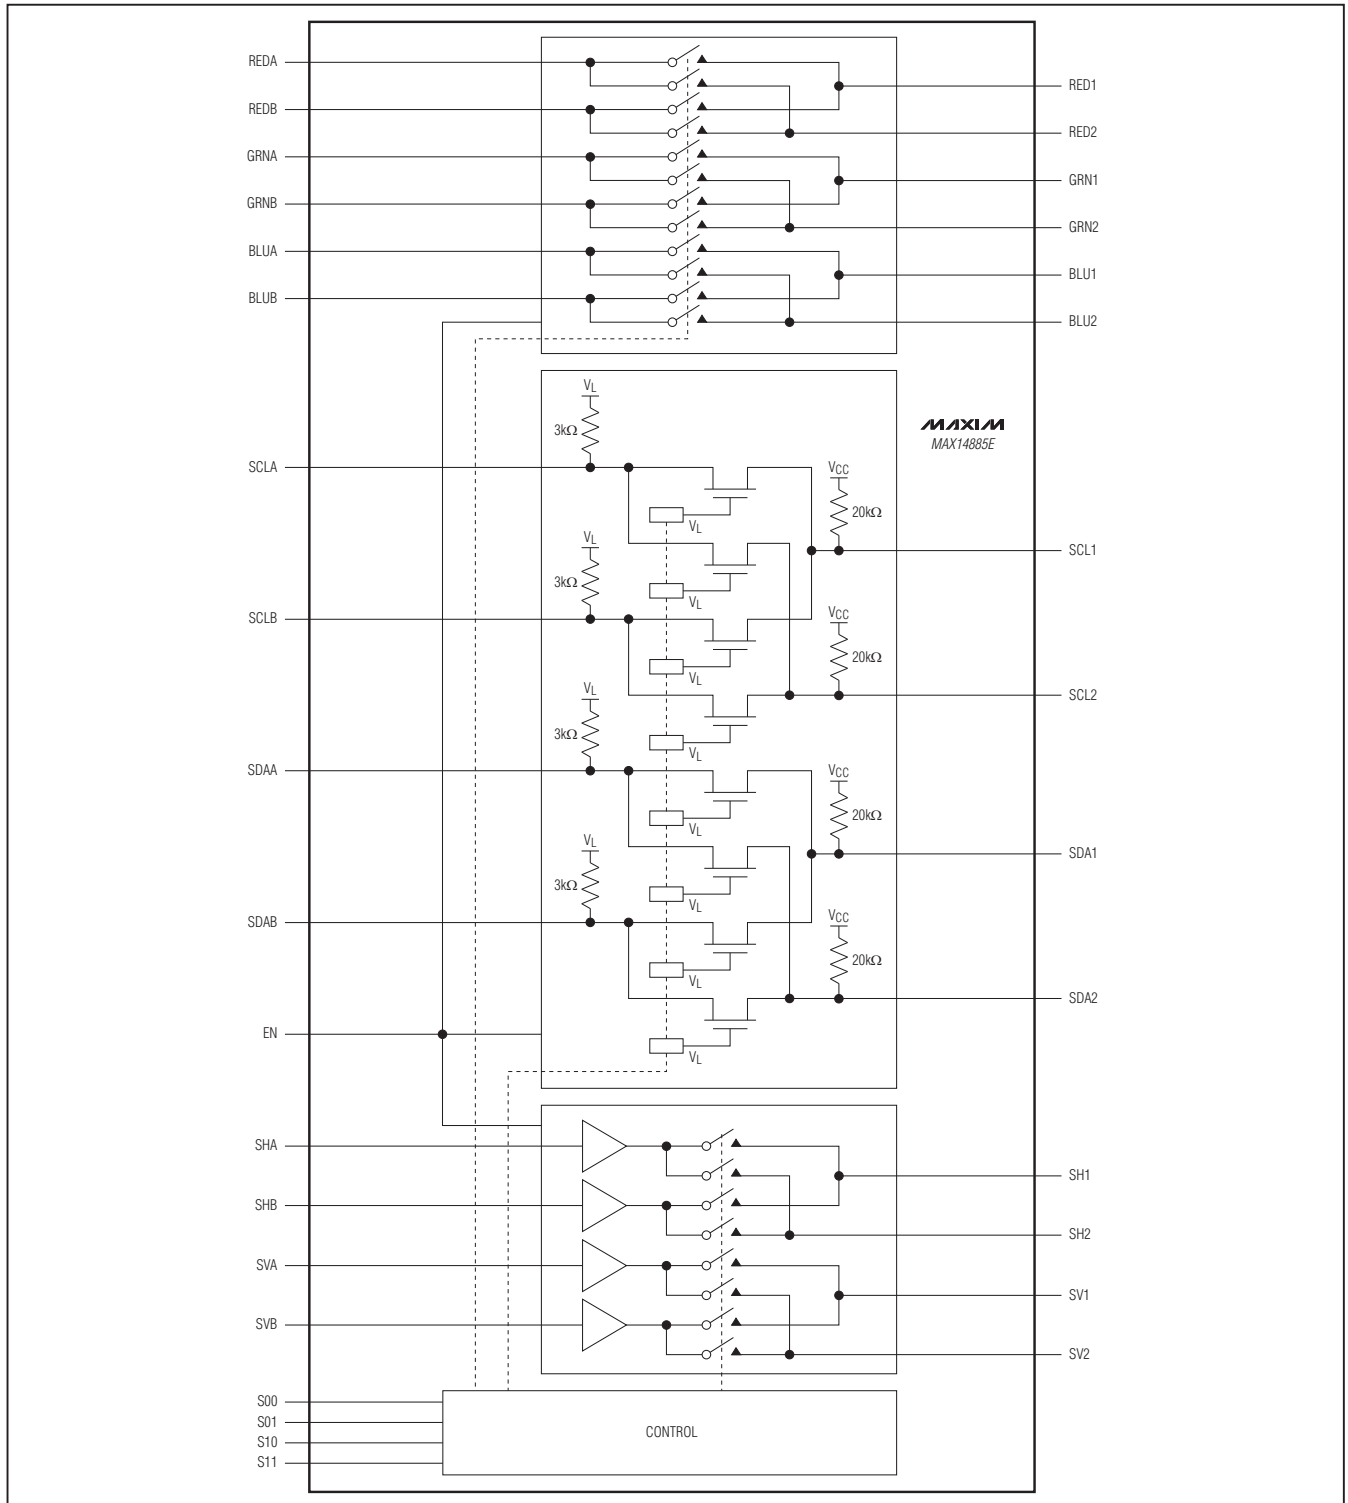 REDA
RED1
REDB
RED2
GRNA
GRN1
GRNB
GRN2
BLUA
BLU1
BLUB
BLU2
VL
3kΩ
MAXIM
MAX14885E
SCLA
VCC
20kΩ
VL
SCL1
VL
3kΩ
VL
SCLB
VCC
20kΩ
VL
SCL2
VL
3kΩ
VL
SDAA
VCC
20kΩ
VL
SDA1
VL
3kΩ
VL
SDAB
VCC
20kΩ
VL
SDA2
EN
VL
SHA
SH1
SHB
SH2
SVA
SV1
SVB
SV2
S00
S01
S10
S11
CONTROL